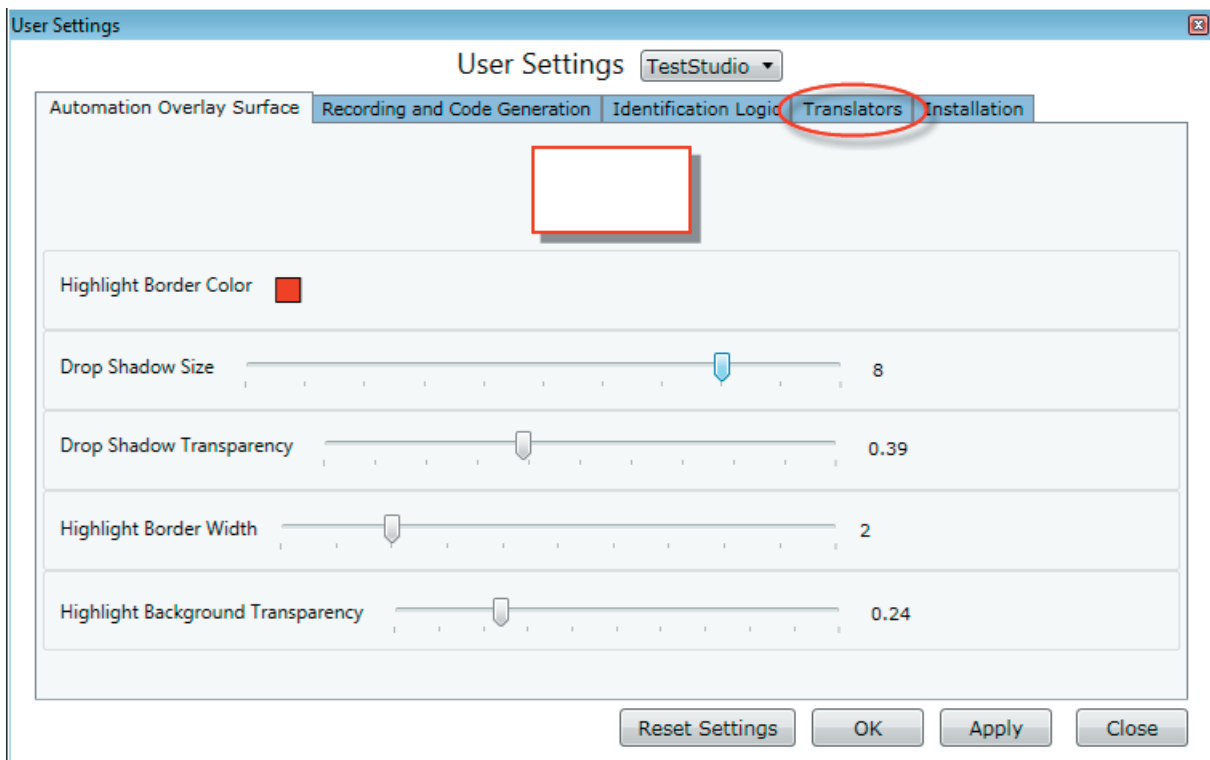 User Settings
User Settings TestStudio
Automation Overlay Surface Recording and Code Generation Identification Logic Translators Installation
Highlight Border Color
Drop Shadow Size 8
Drop Shadow Transparency 0.39
Highlight Border Width 2
Highlight Background Transparency 0.24
Reset Settings OK Apply Close